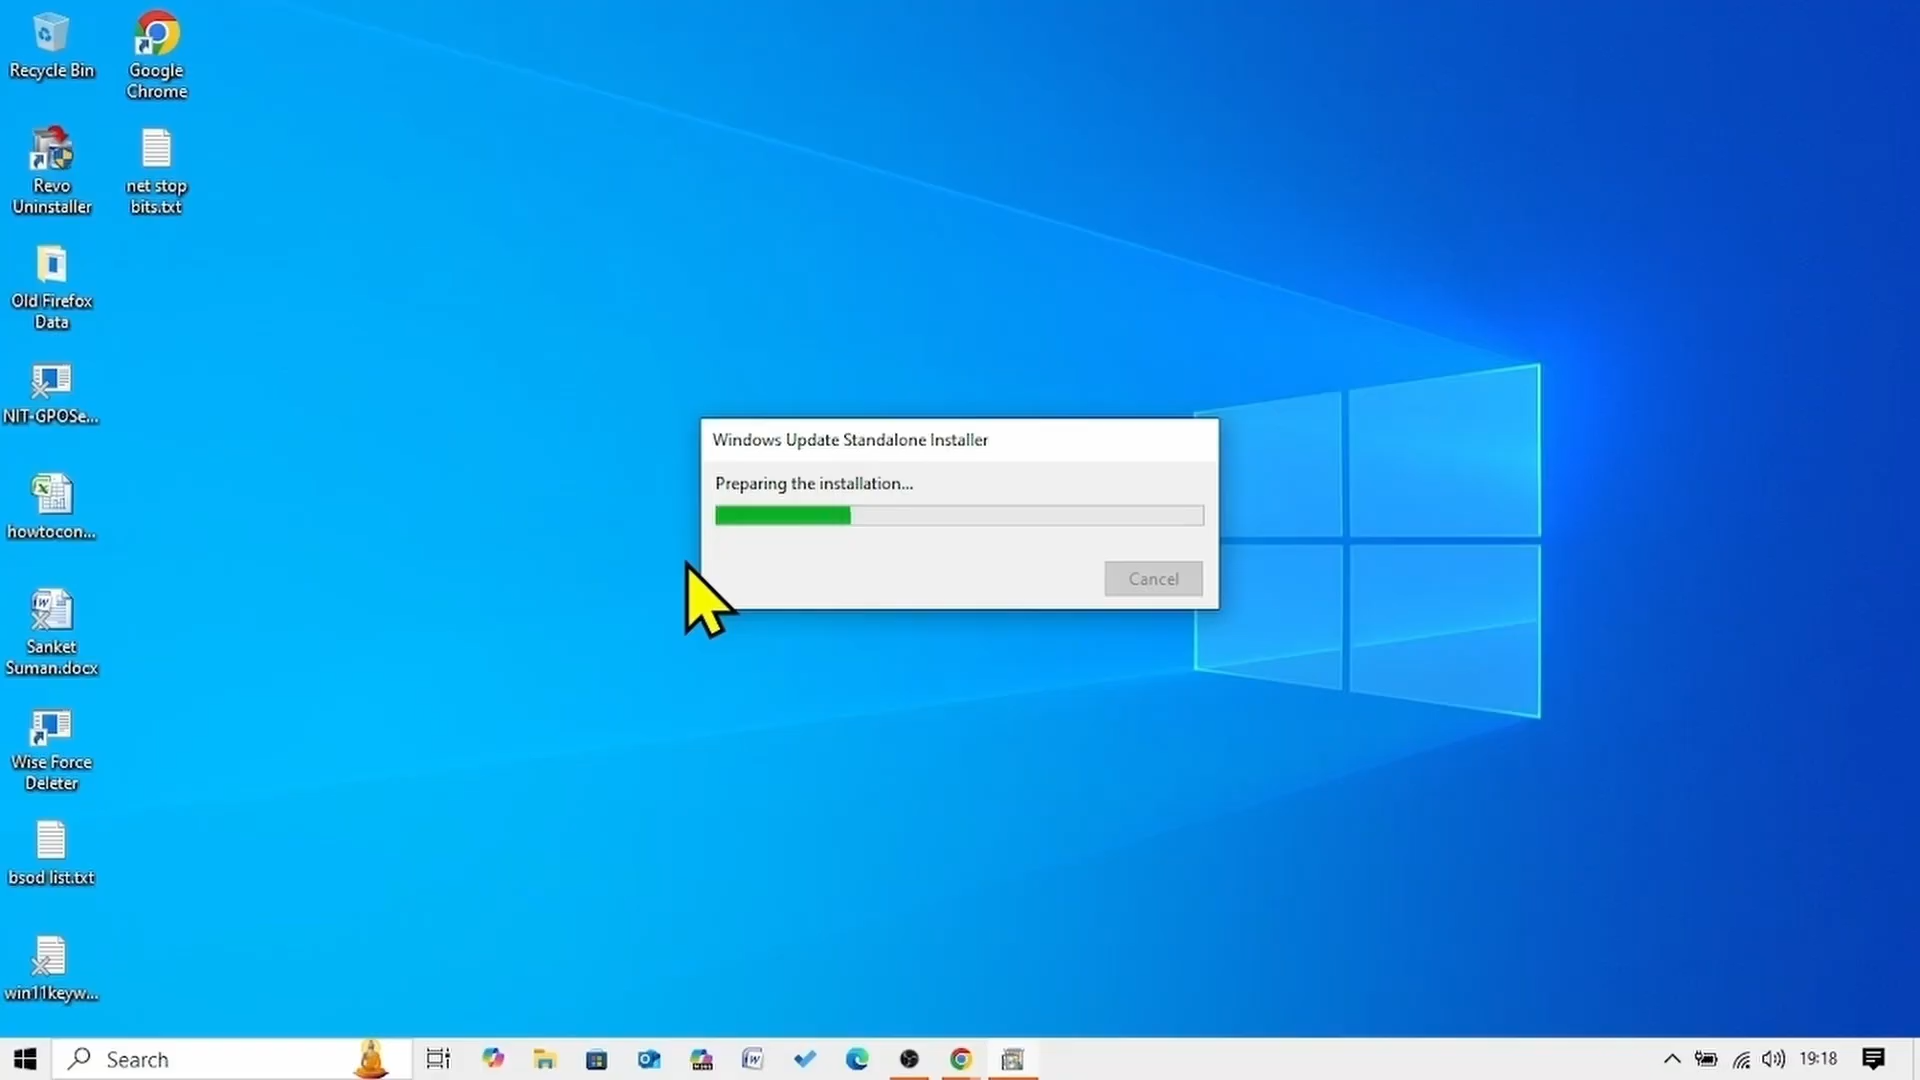 Recycle Bin
Google
Chrome
Revo
Uninstaller
net stop
bits.txt
Old Firefox
Data
NIT-GPOSe...
howtocon...
Sanket
Suman.docx
Wise Force
Deleter
bsod list.txt
win11keyw...
Windows Update Standalone Installer
Preparing the installation...
Cancel
Search
19:18